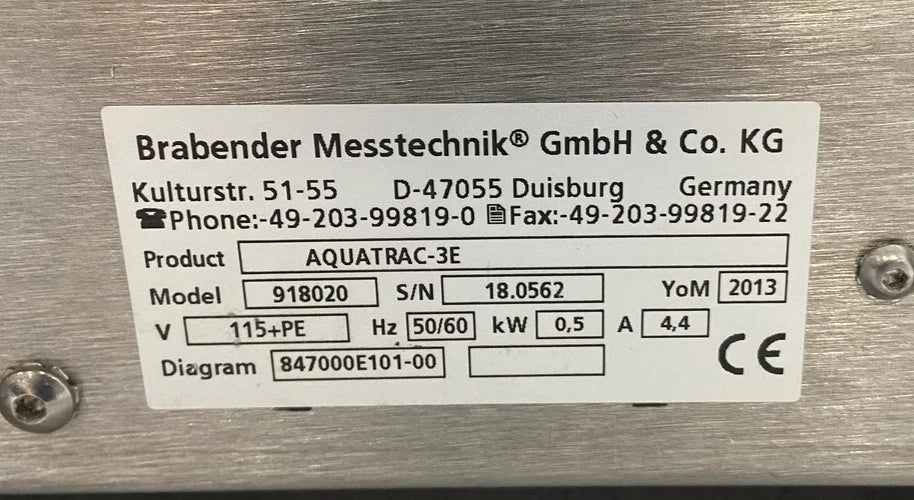 Brabender Messtechnik® GmbH & Co. KG
Kulturstr. 51-55 D-47055 Duisburg Germany
☎Phone:-49-203-99819-0 🖹Fax:-49-203-99819-22
Product AQUATRAC-3E
Model 918020 S/N 18.0562 YoM 2013
V 115+PE Hz 50/60 kW 0,5 A 4,4
Diagram 847000E101-00 CE